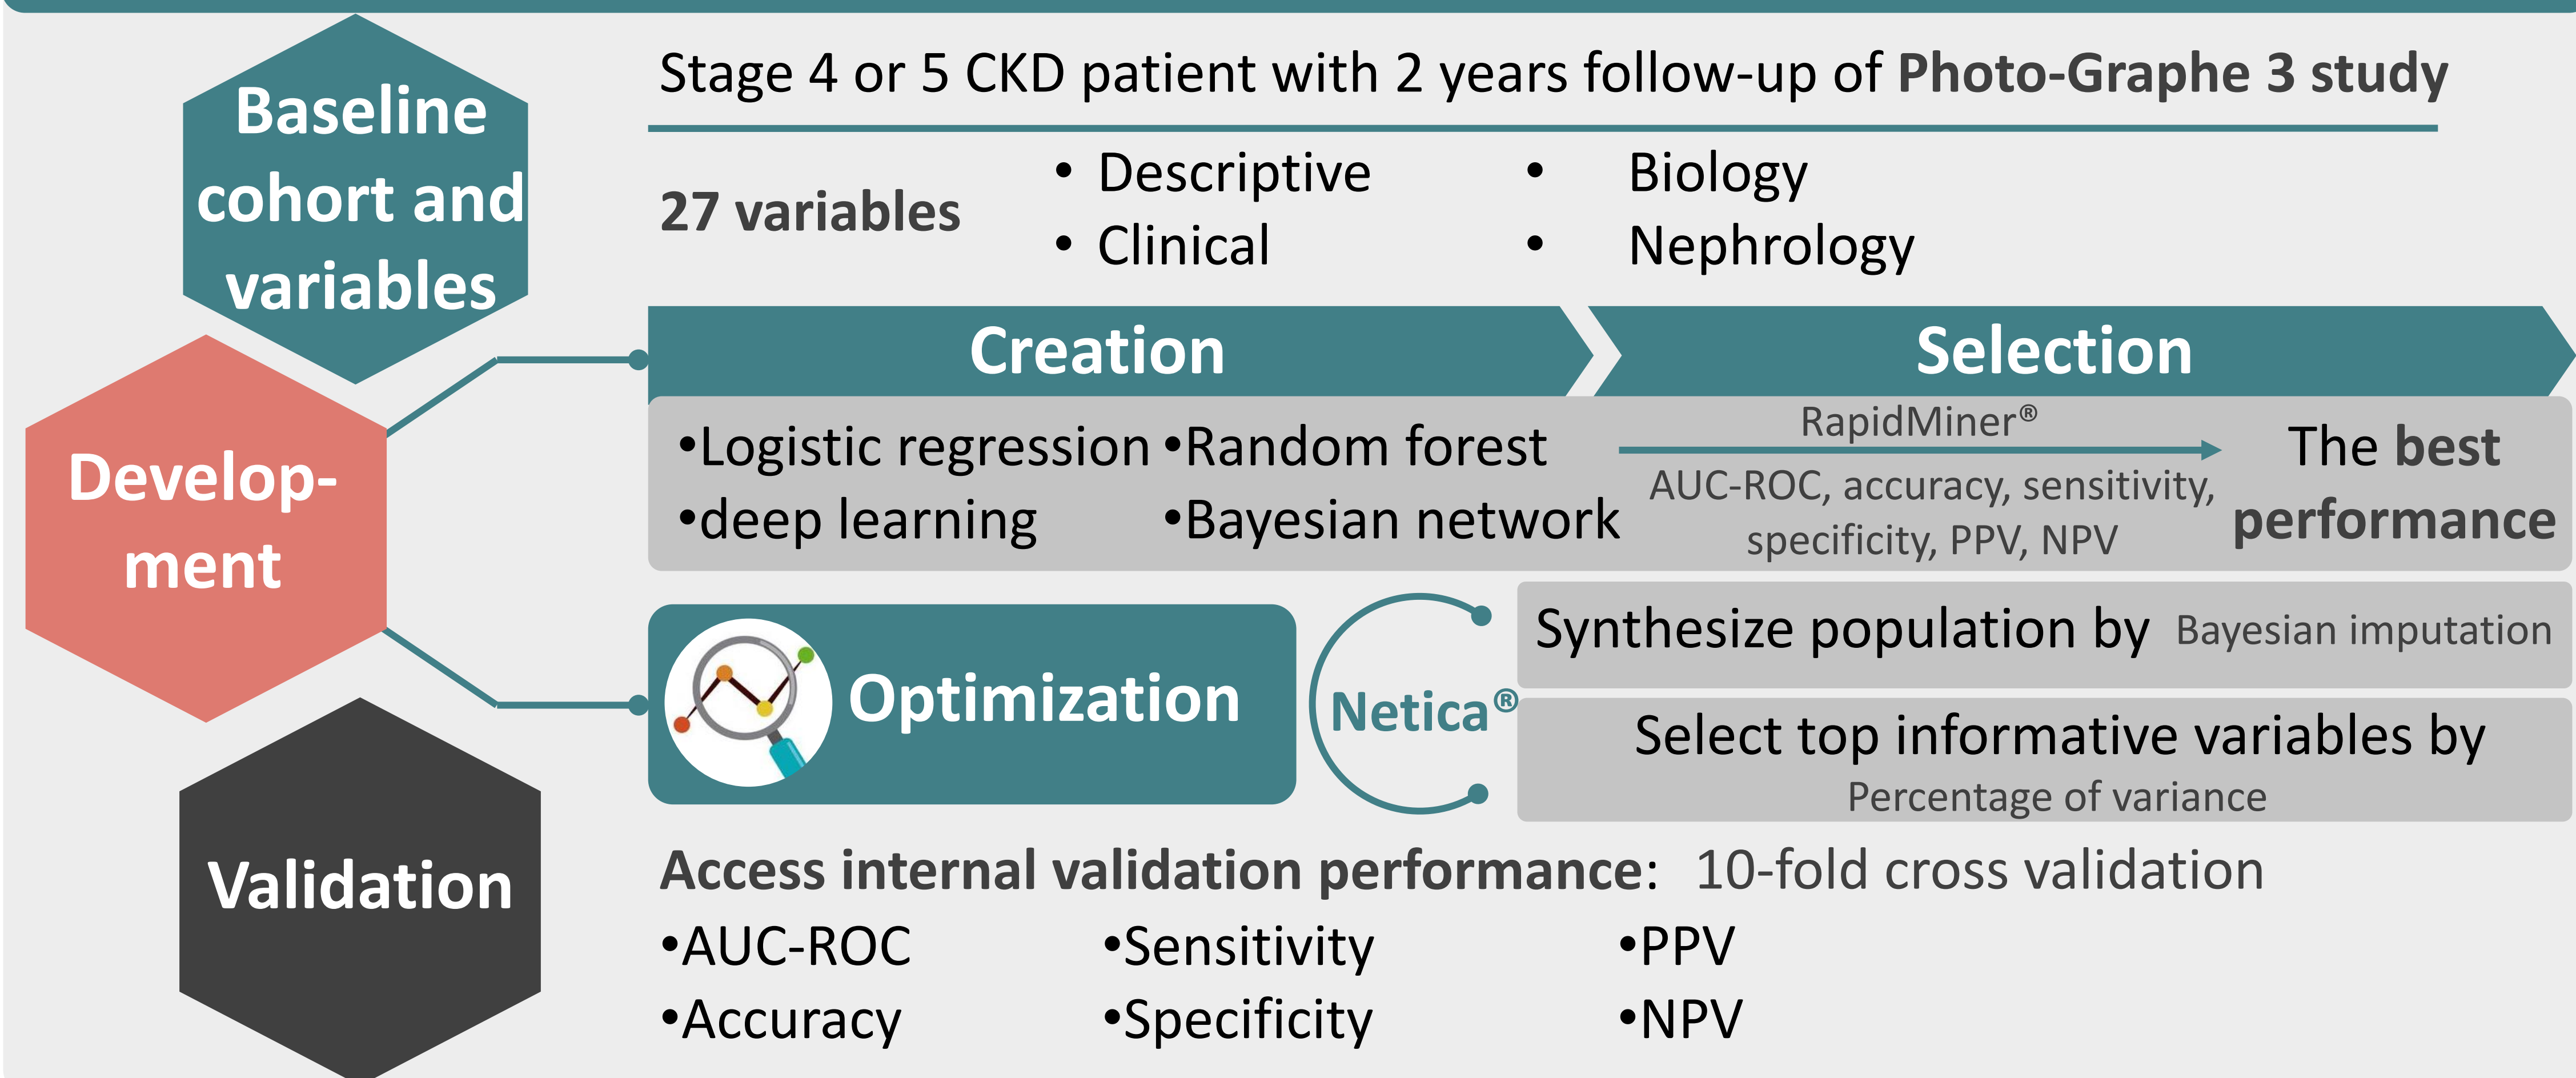 Baseline
cohort and
variables
Stage 4 or 5 CKD patient with 2 years follow-up of Photo-Graphe 3 study
27 variables
• Descriptive
• Clinical
• Biology
• Nephrology
Develop-
ment
Creation
Selection
•Logistic regression •Random forest
•deep learning •Bayesian network
RapidMiner®
AUC-ROC, accuracy, sensitivity,
specificity, PPV, NPV
The best
performance
Optimization
Netica®
Synthesize population by Bayesian imputation
Select top informative variables by
Percentage of variance
Validation
Access internal validation performance: 10-fold cross validation
•AUC-ROC •Sensitivity •PPV
•Accuracy •Specificity •NPV